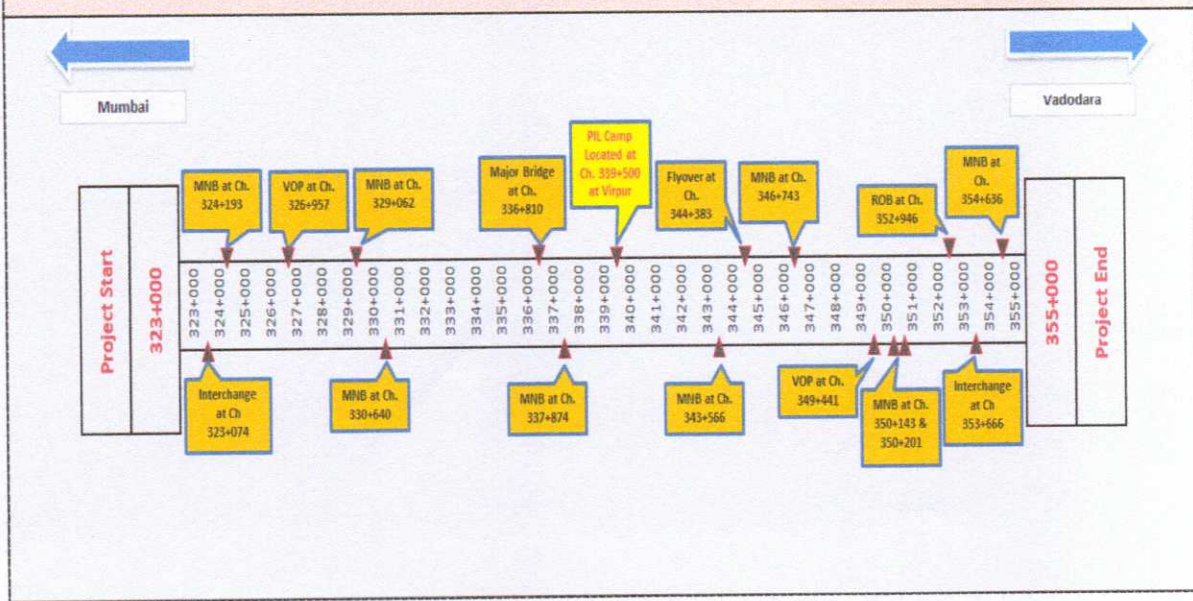 Mumbai
Vadodara
MNB at Ch.
324+193
VOP at Ch.
326+957
MNB at Ch.
329+062
Major Bridge
at Ch.
336+810
PIL Camp
Located at
Ch. 339+500
at Virpur
Flyover at
Ch.
344+383
MNB at Ch.
346+743
ROB at Ch.
352+946
MNB at
Ch.
354+636
Project Start
323+000
323+000
324+000
325+000
326+000
327+000
328+000
329+000
330+000
331+000
332+000
333+000
334+000
335+000
336+000
337+000
338+000
339+000
340+000
341+000
342+000
343+000
344+000
345+000
346+000
347+000
348+000
349+000
350+000
351+000
352+000
353+000
354+000
355+000
355+000
Project End
Interchange
at Ch
323+074
MNB at Ch.
330+640
MNB at Ch.
337+874
MNB at Ch.
343+566
VOP at Ch.
349+441
MNB at Ch.
350+143 &
350+201
Interchange
at Ch
353+666